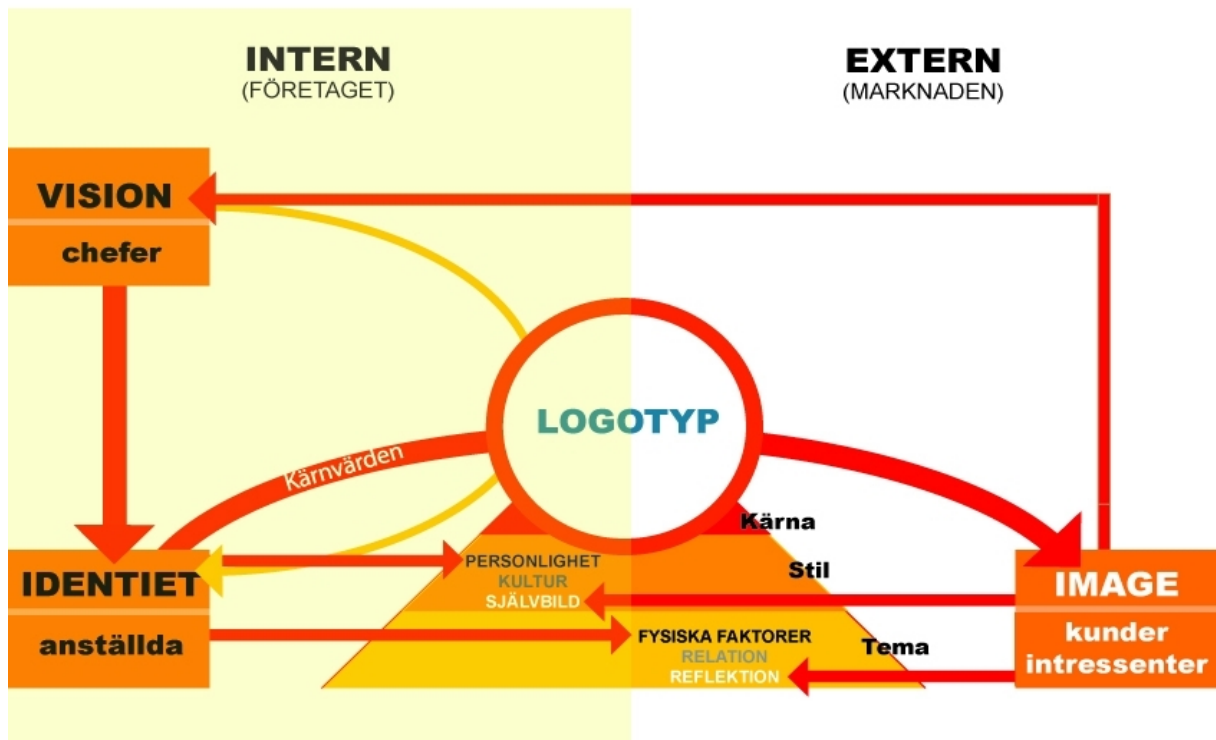 INTERN
(FÖRETAGET)
EXTERN
(MARKNADEN)
VISION
chefer
LOGOTYP
Kärnvärden
Kärna
PERSONLIGHET
KULTUR
SJÄLVBILD
Stil
IDENTIET
anställda
FYSISKA FAKTORER
RELATION
REFLEKTION
Tema
IMAGE
kunder
intressenter